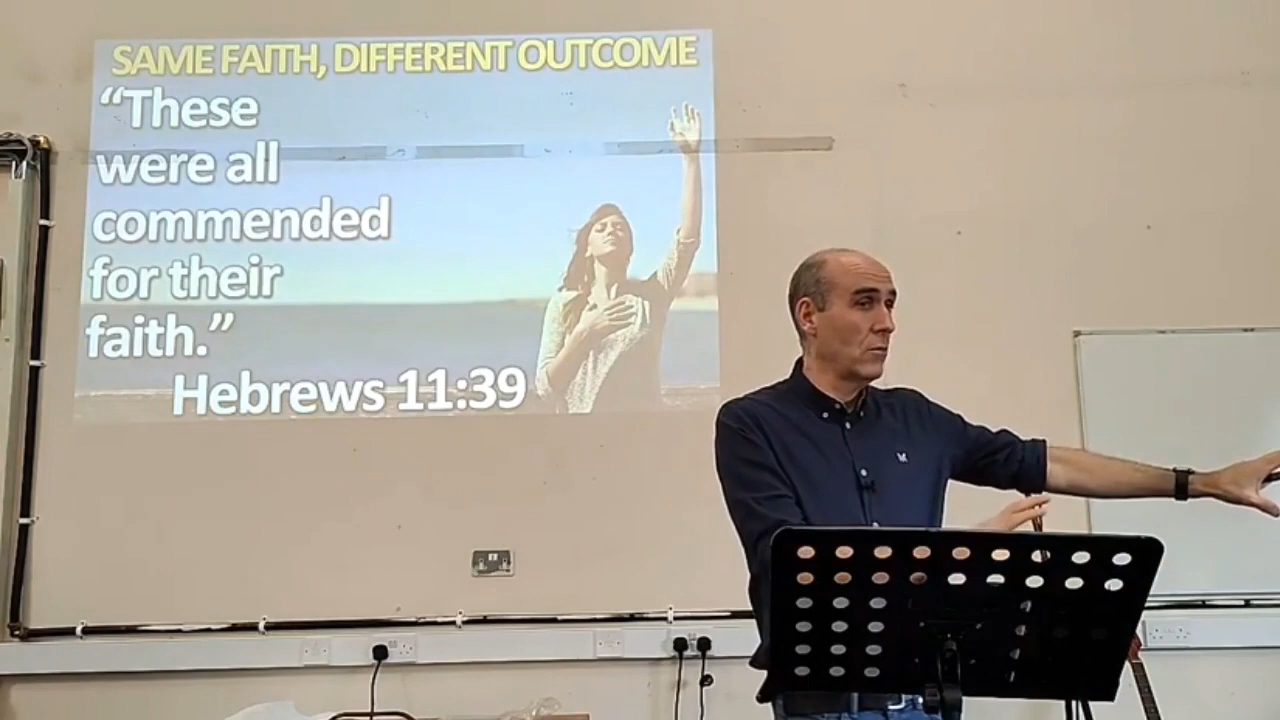 SAME FAITH, DIFFERENT OUTCOME
“These
were all
commended
for their
faith.”
Hebrews 11:39